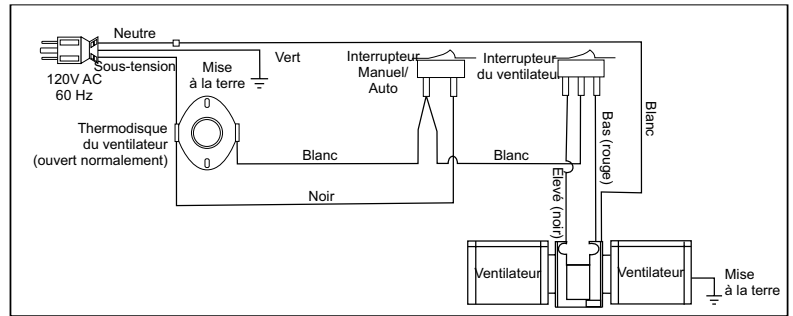 Neutre
Sous-tension
120V AC
60 Hz
Vert
Mise
à la terre
Interrupteur
Manuel/
Auto
Interrupteur
du ventilateur
Thermodisque
du ventilateur
(ouvert normalement)
Blanc
Blanc
Noir
Elevé (noir)
Bas (rouge)
Blanc
Ventilateur
Ventilateur
Mise
à la terre